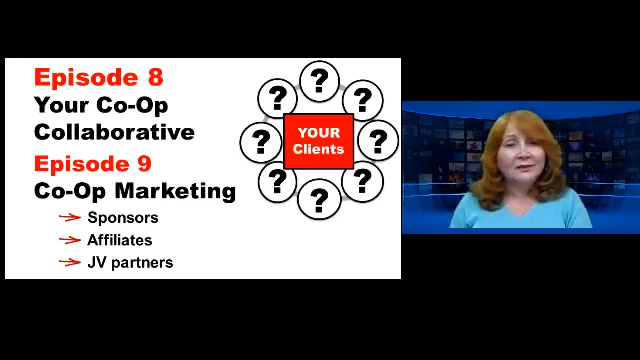 Episode 8
Your Co-Op
Collaborative
Episode 9
Co-Op Marketing
Sponsors
Affiliates
JV partners
?
?
?
?
?
?
?
?
YOUR
Clients